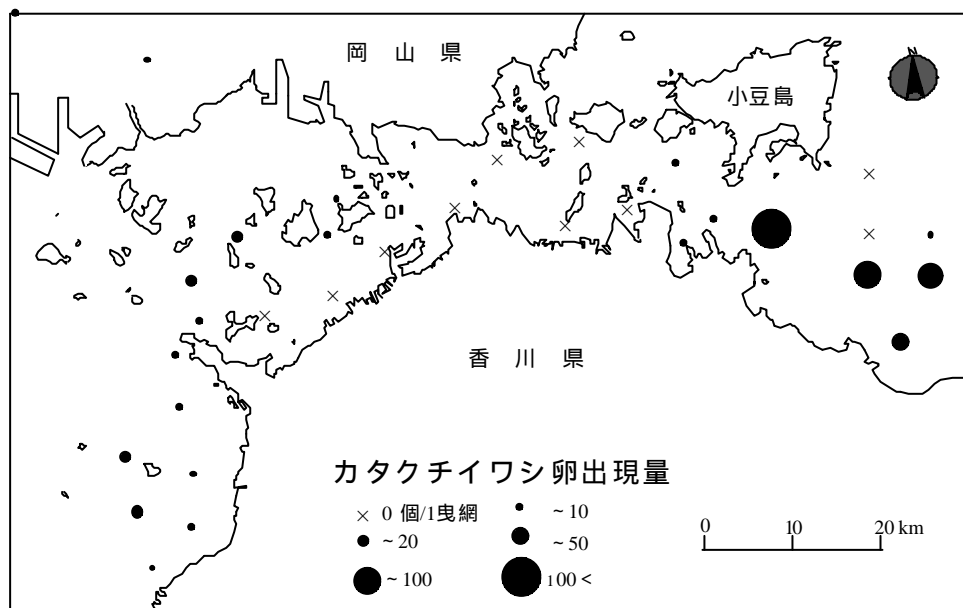 岡山県
N
小豆島
香川県
カタクチイワシ卵出現量
× 0 個/1曳網
~10
~20
~50
~100
100 <
0 10 20 km